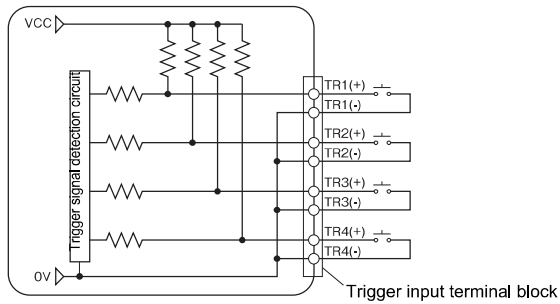 VCC
Trigger signal detection circuit
TR1(+)
TR1(-)
TR2(+)
TR2(-)
TR3(+)
TR3(-)
TR4(+)
TR4(-)
0V
Trigger input terminal block